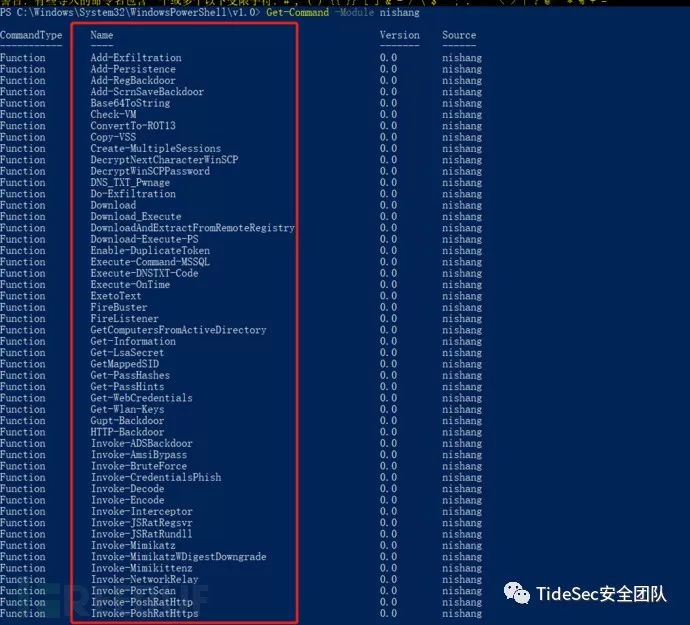 PS C:\Windows\System32\WindowsPowerShell\v1.0> Get-Command -Module nishang
CommandType Name Version Source
----------- ---- ------- ------
Function Add-Exfiltration 0.0 nishang
Function Add-Persistence 0.0 nishang
Function Add-RegBackdoor 0.0 nishang
Function Add-ScrnSaveBackdoor 0.0 nishang
Function Base64ToString 0.0 nishang
Function Check-VM 0.0 nishang
Function ConvertTo-ROT13 0.0 nishang
Function Copy-VSS 0.0 nishang
Function Create-MultipleSessions 0.0 nishang
Function DecryptNextCharacterWinSCP 0.0 nishang
Function DecryptWinSCPPassword 0.0 nishang
Function DNS_TXT_Pwnage 0.0 nishang
Function Do-Exfiltration 0.0 nishang
Function Download 0.0 nishang
Function Download_Execute 0.0 nishang
Function DownloadAndExtractFromRemoteRegistry 0.0 nishang
Function Download-Execute-PS 0.0 nishang
Function Enable-DuplicateToken 0.0 nishang
Function Execute-Command-MSSQL 0.0 nishang
Function Execute-DNSTXT-Code 0.0 nishang
Function Execute-OnTime 0.0 nishang
Function ExetoText 0.0 nishang
Function FireBuster 0.0 nishang
Function FireListener 0.0 nishang
Function GetComputersFromActiveDirectory 0.0 nishang
Function Get-Information 0.0 nishang
Function Get-LsaSecret 0.0 nishang
Function GetMappedSID 0.0 nishang
Function Get-PassHashes 0.0 nishang
Function Get-PassHints 0.0 nishang
Function Get-WebCredentials 0.0 nishang
Function Get-Wlan-Keys 0.0 nishang
Function Gupt-Backdoor 0.0 nishang
Function HTTP-Backdoor 0.0 nishang
Function Invoke-ADSBackdoor 0.0 nishang
Function Invoke-AmsiBypass 0.0 nishang
Function Invoke-BruteForce 0.0 nishang
Function Invoke-CredentialsPhish 0.0 nishang
Function Invoke-Decode 0.0 nishang
Function Invoke-Encode 0.0 nishang
Function Invoke-Interceptor 0.0 nishang
Function Invoke-JSRatRegsvr 0.0 nishang
Function Invoke-JSRatRundll 0.0 nishang
Function Invoke-Mimikatz 0.0 nishang
Function Invoke-MimikatzWDigestDowngrade 0.0 nishang
Function Invoke-Mimikittenz 0.0 nishang
Function Invoke-NetworkRelay 0.0 nishang
Function Invoke-PortScan 0.0 nishang
Function Invoke-PoshRatHttp 0.0 nishang
Function Invoke-PoshRatHttps 0.0 nishang
TideSec安全团队